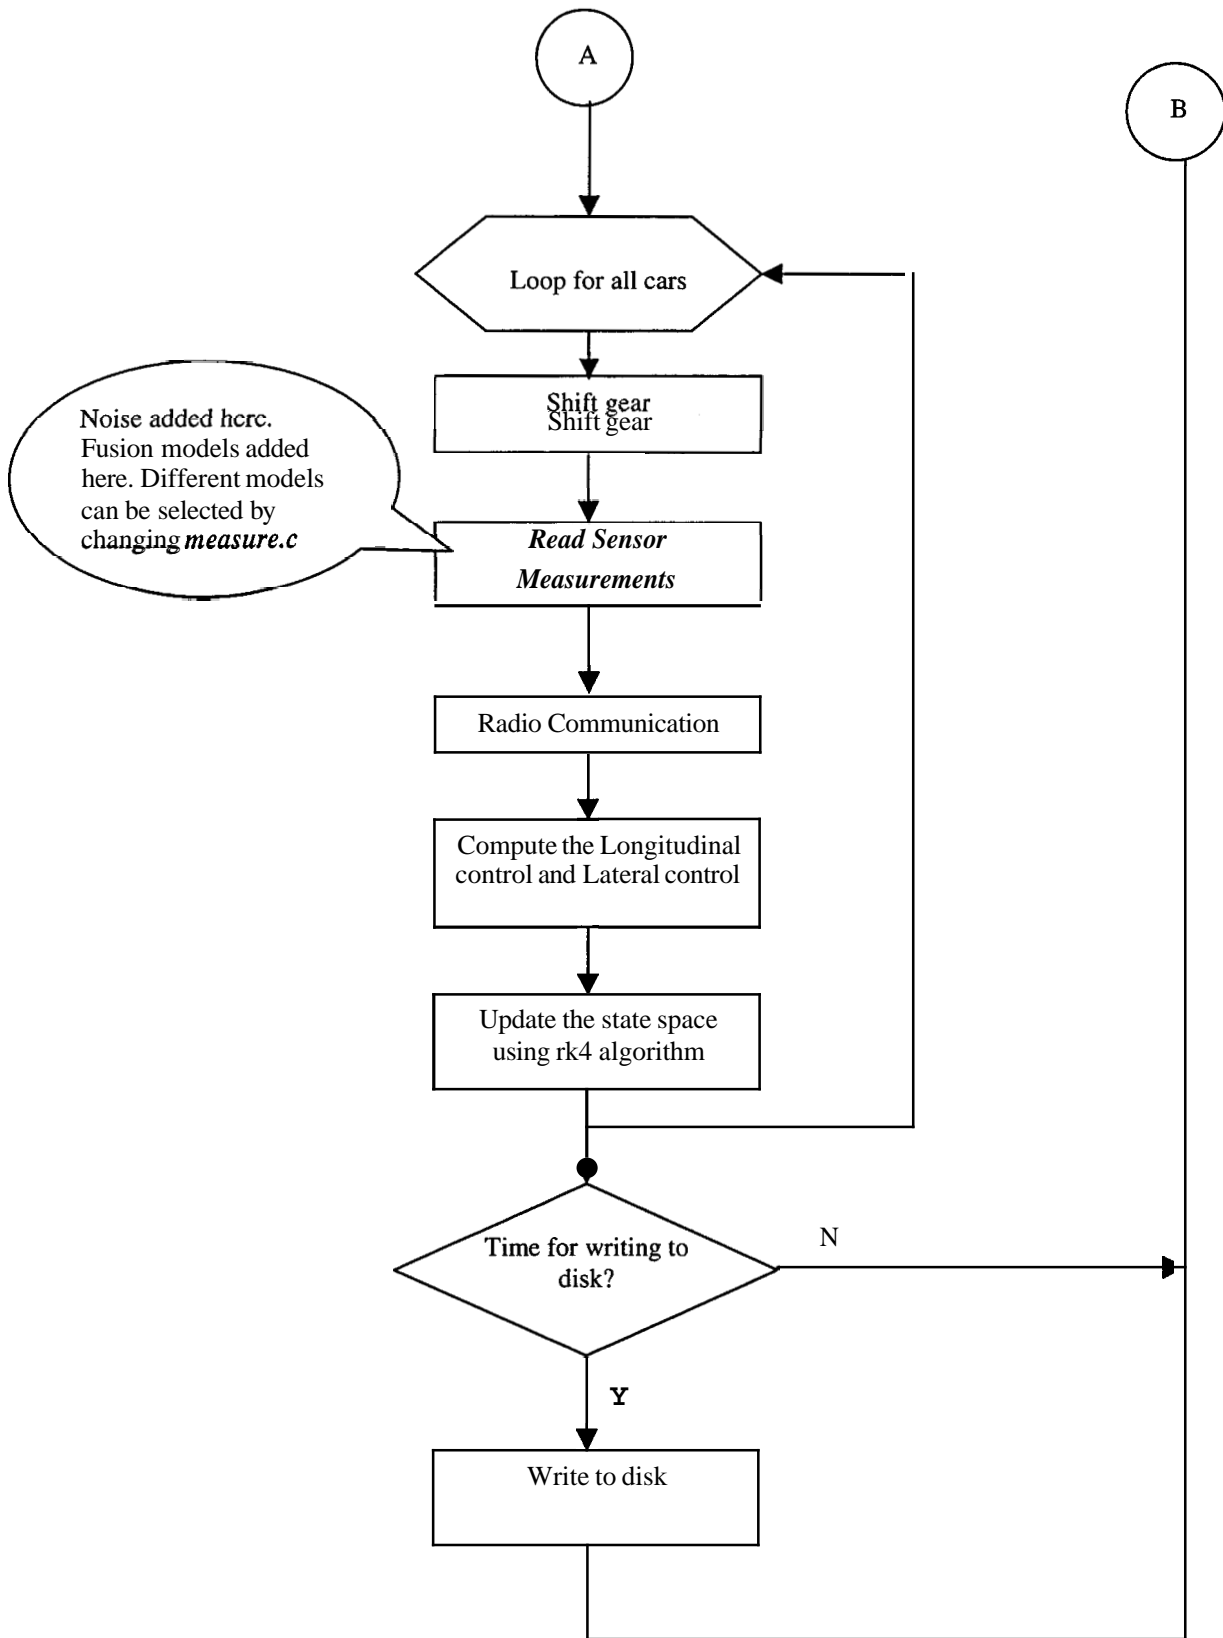 A
B
Loop for all cars
Shift gear
Shift gear
Noise added here.
Fusion models added
here. Different models
can be selected by
changing measure.c
Read Sensor
Measurements
Radio Communication
Compute the Longitudinal
control and Lateral control
Update the state space
using rk4 algorithm
Time for writing to
disk?
N
Y
Write to disk